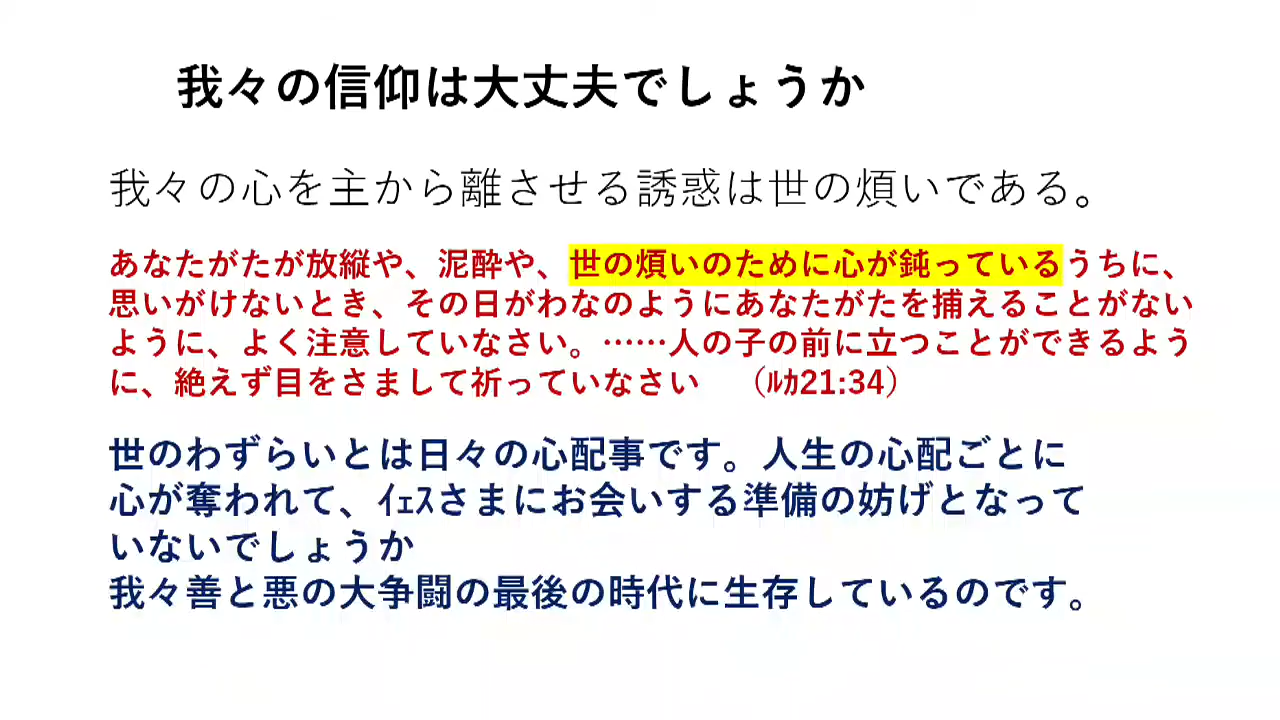 我々の信仰は大丈夫でしょうか
我々の心を主から離させる誘惑は世の煩いである。
あなたがたが放縦や、泥酔や、世の煩いのために心が鈍っているうちに、
思いがけないとき、その日がわなのようにあなたがたを捕えることがない
ように、よく注意していなさい。……人の子の前に立つことができるよう
に、絶えず目をさまして祈っていなさい　（ﾙｶ21:34）
世のわずらいとは日々の心配事です。人生の心配ごとに
心が奪われて、ｲｪｽさまにお会いする準備の妨げとなって
いないでしょうか
我々善と悪の大争闘の最後の時代に生存しているのです。